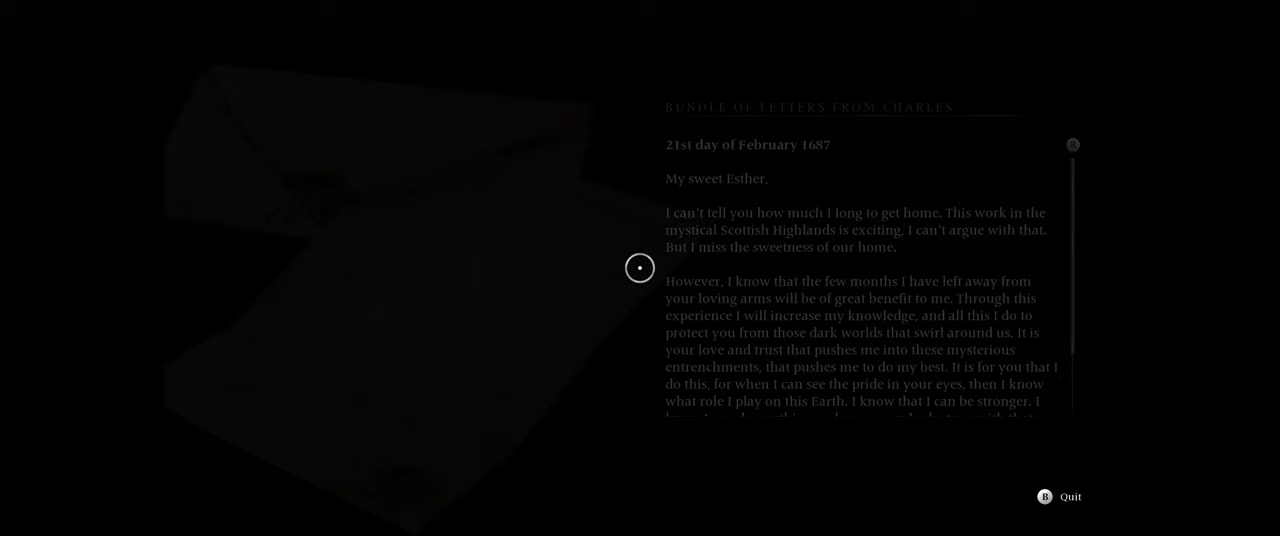 BUNDLE OF LETTERS FROM CHARLES
21st day of February 1687
R
My sweet Esther,
I can't tell you how much I long to get home. This work in the
mystical Scottish Highlands is exciting, I can't argue with that.
But I miss the sweetness of our home.
However, I know that the few months I have left away from
your loving arms will be of great benefit to me. Through this
experience I will increase my knowledge, and all this I do to
protect you from those dark worlds that swirl around us. It is
your love and trust that pushes me into these mysterious
entrenchments, that pushes me to do my best. It is for you that I
do this, for when I can see the pride in your eyes, then I know
what role I play on this Earth. I know that I can be stronger. I
B Quit